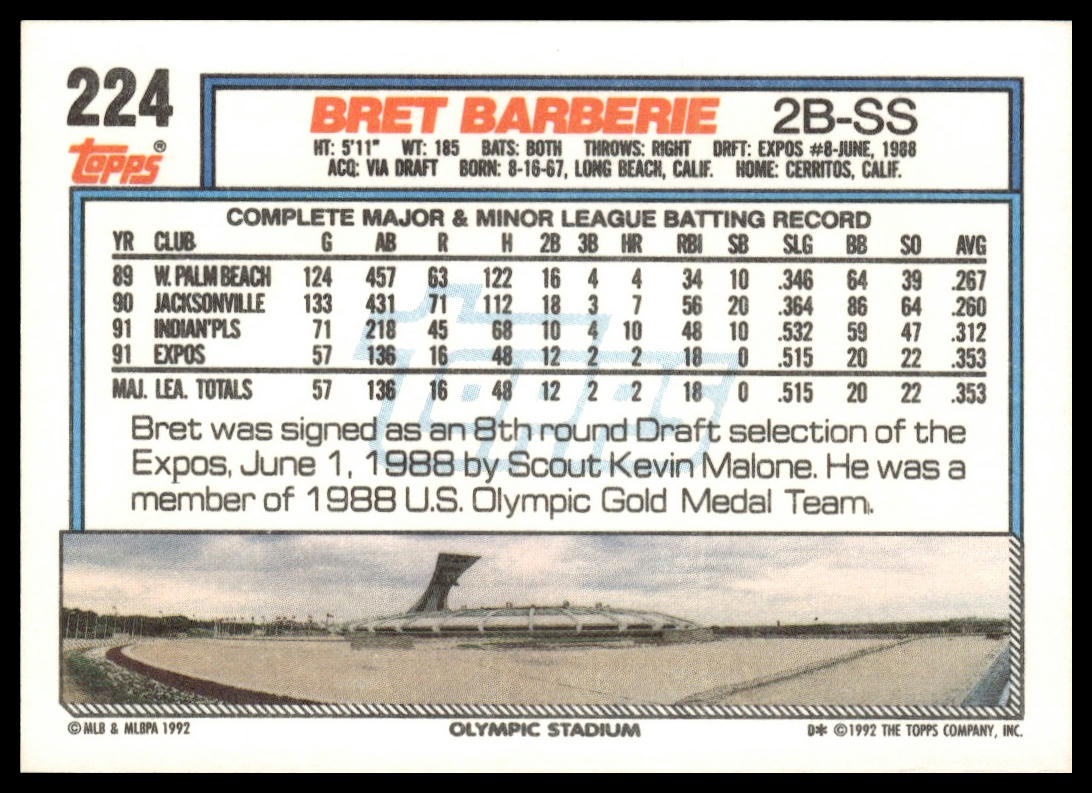 224
Topps®
BRET BARBERIE 2B-SS
HT: 5'11" WT: 185 BATS: BOTH THROWS: RIGHT DRFT: EXPOS #8-JUNE, 1988
ACQ: VIA DRAFT BORN: 8-16-67, LONG BEACH, CALIF. HOME: CERRITOS, CALIF.
COMPLETE MAJOR & MINOR LEAGUE BATTING RECORD
YR CLUB G AB R H 2B 3B HR RBI SB SLG BB SO AVG
89 W. PALM BEACH 124 457 63 122 16 4 4 34 10 .346 64 39 .267
90 JACKSONVILLE 133 431 71 112 18 3 7 56 20 .364 86 64 .260
91 INDIAN'PLS 71 218 45 68 10 4 10 48 10 .532 59 47 .312
91 EXPOS 57 136 16 48 12 2 2 18 0 .515 20 22 .353
MAJ. LEA. TOTALS 57 136 16 48 12 2 2 18 0 .515 20 22 .353
Topps
Bret was signed as an 8th round Draft selection of the
Expos, June 1, 1988 by Scout Kevin Malone. He was a
member of 1988 U.S. Olympic Gold Medal Team.
© MLB & MLBPA 1992 OLYMPIC STADIUM D* © 1992 THE TOPPS COMPANY, INC.